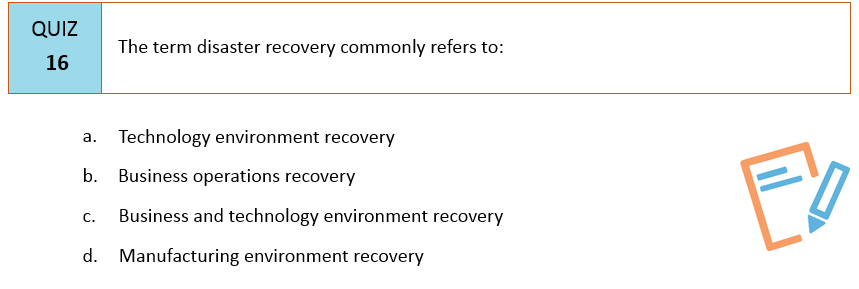 QUIZ
16
The term disaster recovery commonly refers to:
a. Technology environment recovery
b. Business operations recovery
c. Business and technology environment recovery
d. Manufacturing environment recovery